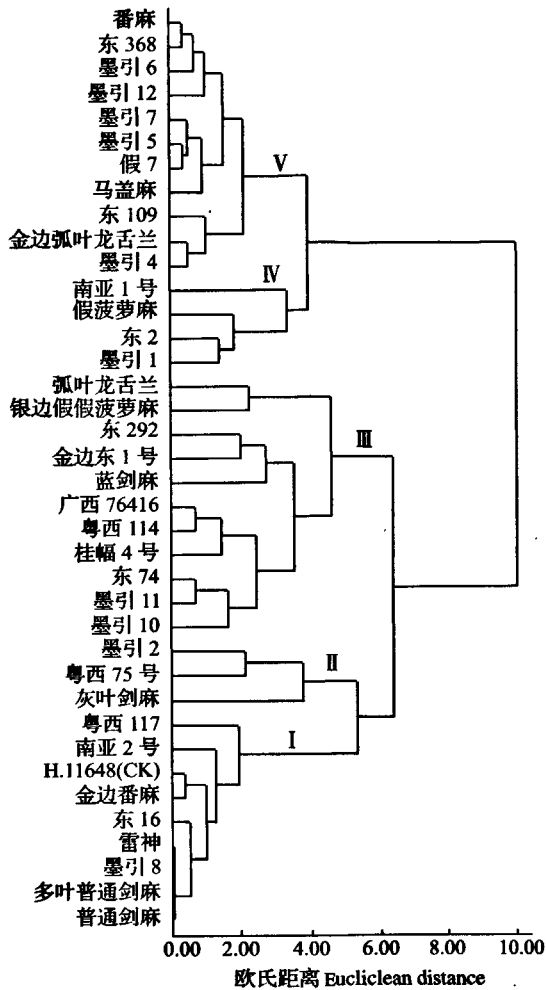 番麻
东 368
墨引 6
墨引 12
墨引 7
墨引 5
假 7
马盖麻
东 109
金边弧叶龙舌兰
墨引 4
南亚 1 号
假菠萝麻
东 2
墨引 1
弧叶龙舌兰
银边假假菠萝麻
东 292
金边东 1 号
蓝剑麻
广西 76416
粤西 114
桂幅 4 号
东 74
墨引 11
墨引 10
墨引 2
粤西 75 号
灰叶剑麻
粤西 117
南亚 2 号
H.11648(CK)
金边番麻
东 16
雷神
墨引 8
多叶普通剑麻
普通剑麻
Ⅴ
Ⅳ
Ⅲ
Ⅱ
Ⅰ
0.00 2.00 4.00 6.00 8.00 10.00
欧氏距离 Eucliclean distance